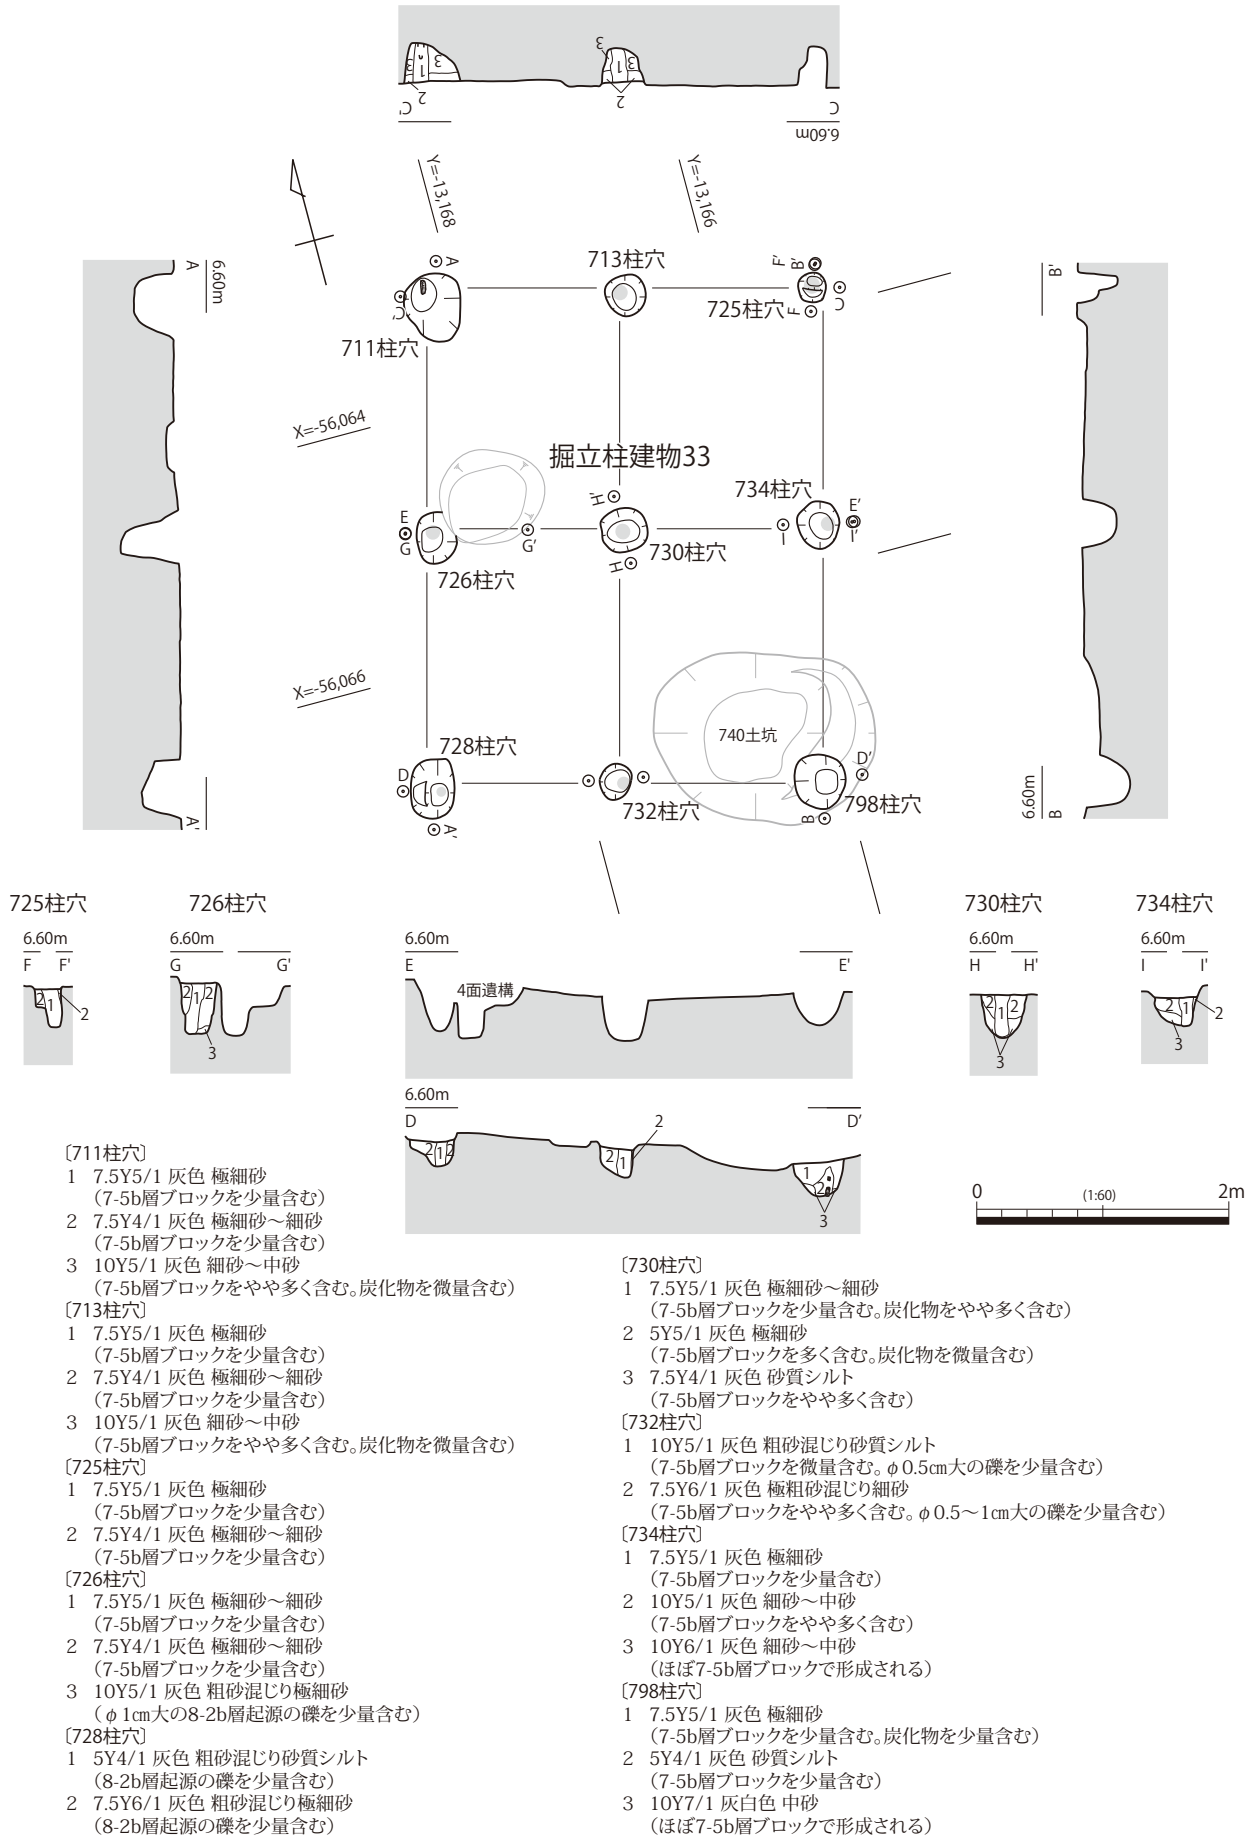 3
3
1
3
3
1
3
2
2
C'
C
6.60m
Y=-13,168
Y=-13,166
A
6.60m
713柱穴
F'
B'
B'
725柱穴
F
C
C'
711柱穴
X=-56,064
掘立柱建物33
734柱穴
H'
E
E'
G
G'
I
I'
H
730柱穴
726柱穴
X=-56,066
740土坑
728柱穴
D
D'
732柱穴
798柱穴
A'
A'
B
6.60m
B
725柱穴
726柱穴
730柱穴
734柱穴
6.60m
6.60m
6.60m
6.60m
6.60m
F F'
G G'
E E'
H H'
I I'
2 1
2
2 1 2
3
4面遺構
2 1 2
3
2 1
2
3
6.60m
D D'
2 1 2
2 1
2
1
2
3
0 (1:60) 2m
〔711柱穴〕
1 7.5Y5/1 灰色 極細砂
（7-5b層ブロックを少量含む）
2 7.5Y4/1 灰色 極細砂～細砂
（7-5b層ブロックを少量含む）
3 10Y5/1 灰色 細砂～中砂
（7-5b層ブロックをやや多く含む。炭化物を微量含む）
〔713柱穴〕
1 7.5Y5/1 灰色 極細砂
（7-5b層ブロックを少量含む）
2 7.5Y4/1 灰色 極細砂～細砂
（7-5b層ブロックを少量含む）
3 10Y5/1 灰色 細砂～中砂
（7-5b層ブロックをやや多く含む。炭化物を微量含む）
〔725柱穴〕
1 7.5Y5/1 灰色 極細砂
（7-5b層ブロックを少量含む）
2 7.5Y4/1 灰色 極細砂～細砂
（7-5b層ブロックを少量含む）
〔726柱穴〕
1 7.5Y5/1 灰色 極細砂～細砂
（7-5b層ブロックを少量含む）
2 7.5Y4/1 灰色 極細砂～細砂
（7-5b層ブロックを少量含む）
3 10Y5/1 灰色 粗砂混じり極細砂
（φ1㎝大の8-2b層起源の礫を少量含む）
〔728柱穴〕
1 5Y4/1 灰色 粗砂混じり砂質シルト
（8-2b層起源の礫を少量含む）
2 7.5Y6/1 灰色 粗砂混じり極細砂
（8-2b層起源の礫を少量含む）
〔730柱穴〕
1 7.5Y5/1 灰色 極細砂～細砂
（7-5b層ブロックを少量含む。炭化物をやや多く含む）
2 5Y5/1 灰色 極細砂
（7-5b層ブロックを多く含む。炭化物を微量含む）
3 7.5Y4/1 灰色 砂質シルト
（7-5b層ブロックをやや多く含む）
〔732柱穴〕
1 10Y5/1 灰色 粗砂混じり砂質シルト
（7-5b層ブロックを微量含む。φ0.5㎝大の礫を少量含む）
2 7.5Y6/1 灰色 極粗砂混じり細砂
（7-5b層ブロックをやや多く含む。φ0.5～1㎝大の礫を少量含む）
〔734柱穴〕
1 7.5Y5/1 灰色 極細砂
（7-5b層ブロックを少量含む）
2 10Y5/1 灰色 細砂～中砂
（7-5b層ブロックをやや多く含む）
3 10Y6/1 灰色 細砂～中砂
（ほぼ7-5b層ブロックで形成される）
〔798柱穴〕
1 7.5Y5/1 灰色 極細砂
（7-5b層ブロックを少量含む。炭化物を少量含む）
2 5Y4/1 灰色 砂質シルト
（7-5b層ブロックを少量含む）
3 10Y7/1 灰白色 中砂
（ほぼ7-5b層ブロックで形成される）